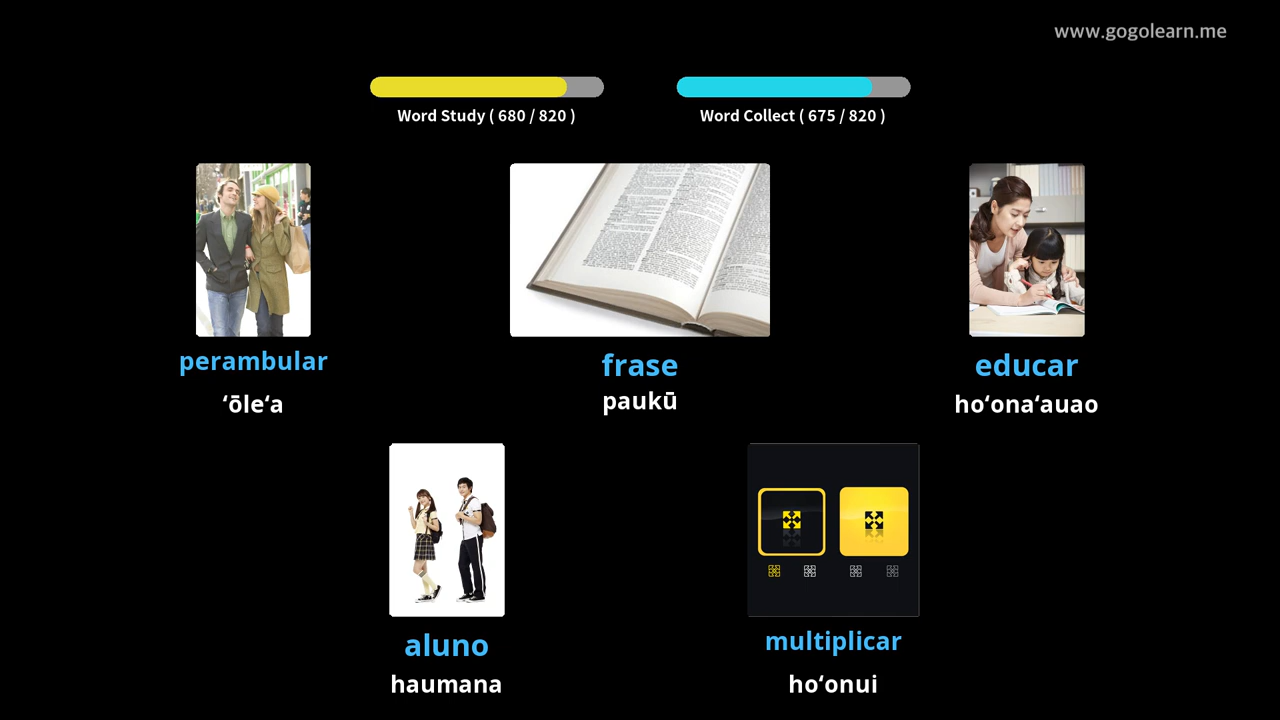 www.gogolearn.me
Word Study ( 680 / 820 )
Word Collect ( 675 / 820 )
perambular
ʻōleʻa
frase
paukū
educar
hoʻonaʻauao
aluno
haumana
multiplicar
hoʻonui